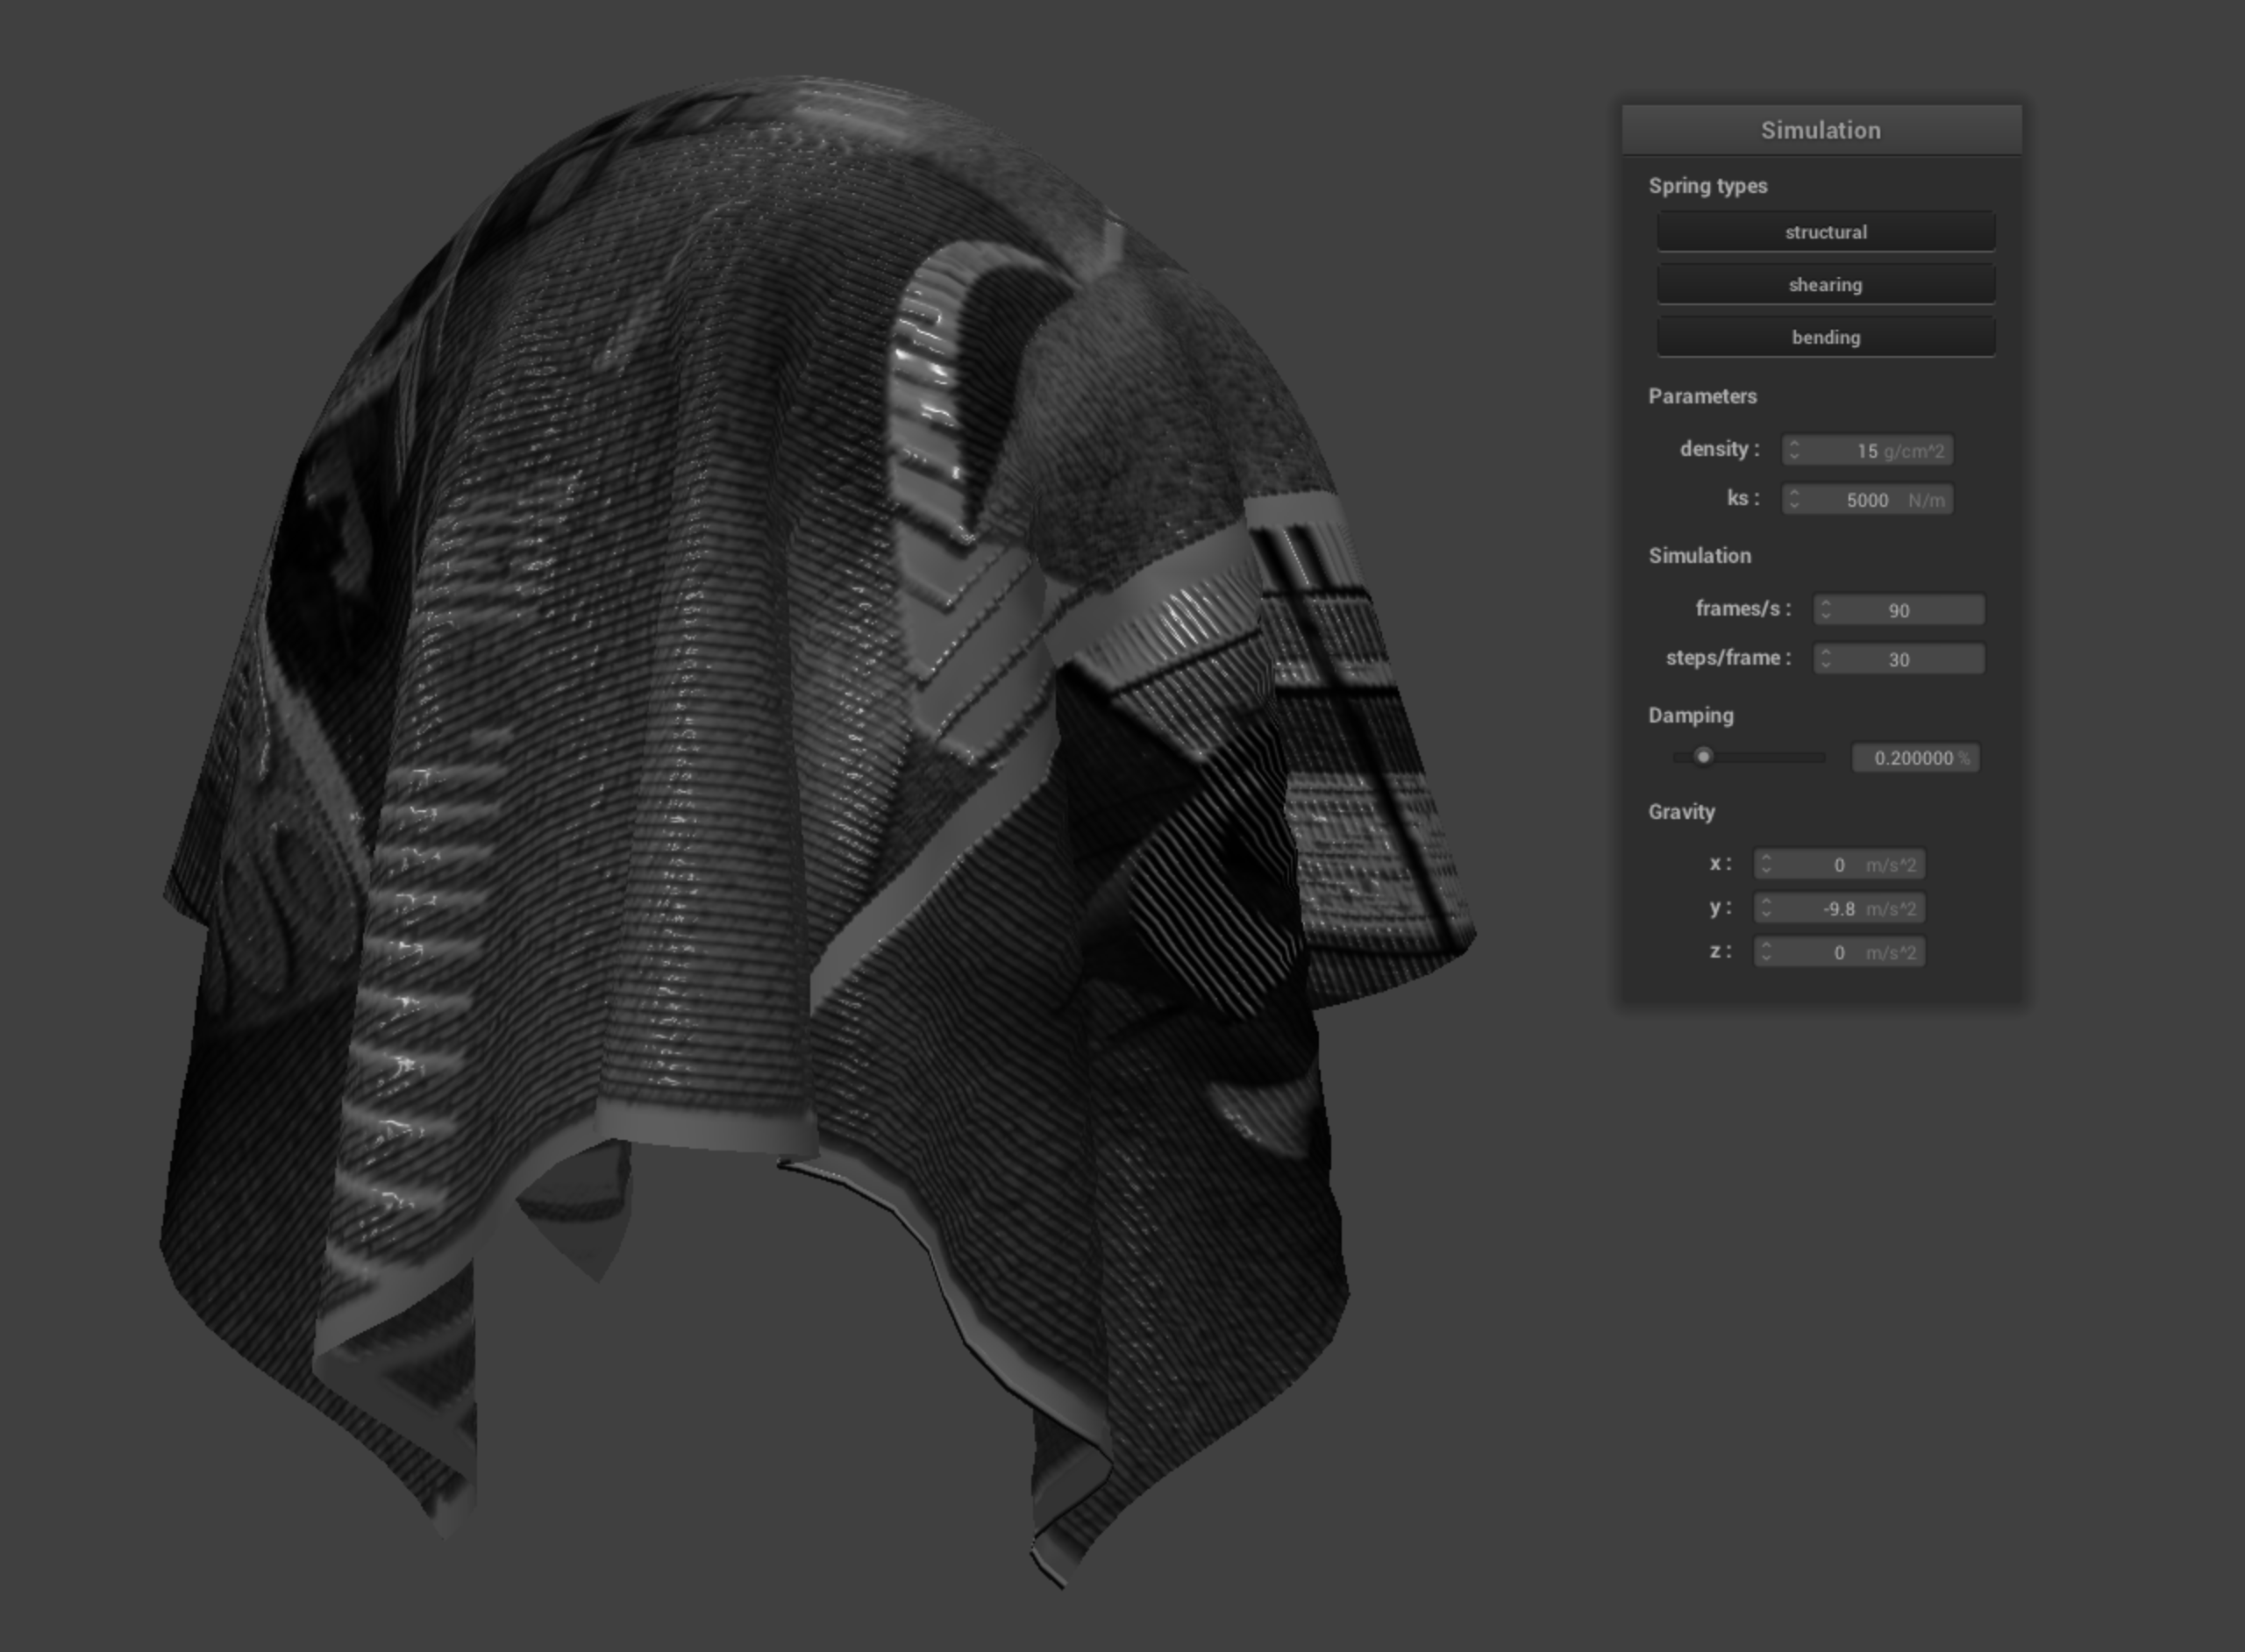 Simulation
Spring types
structural
shearing
bending
Parameters
density : 15 g/cm^2
ks : 5000 N/m
Simulation
frames/s : 90
steps/frame : 30
Damping
0.200000 %
Gravity
x : 0 m/s^2
y : -9.8 m/s^2
z : 0 m/s^2